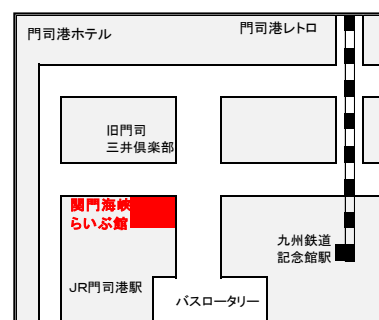 門司港ホテル
門司港レトロ
旧門司
三井倶楽部
関門海峡
らいぶ館
九州鉄道
記念館駅
JR門司港駅
バスロータリー